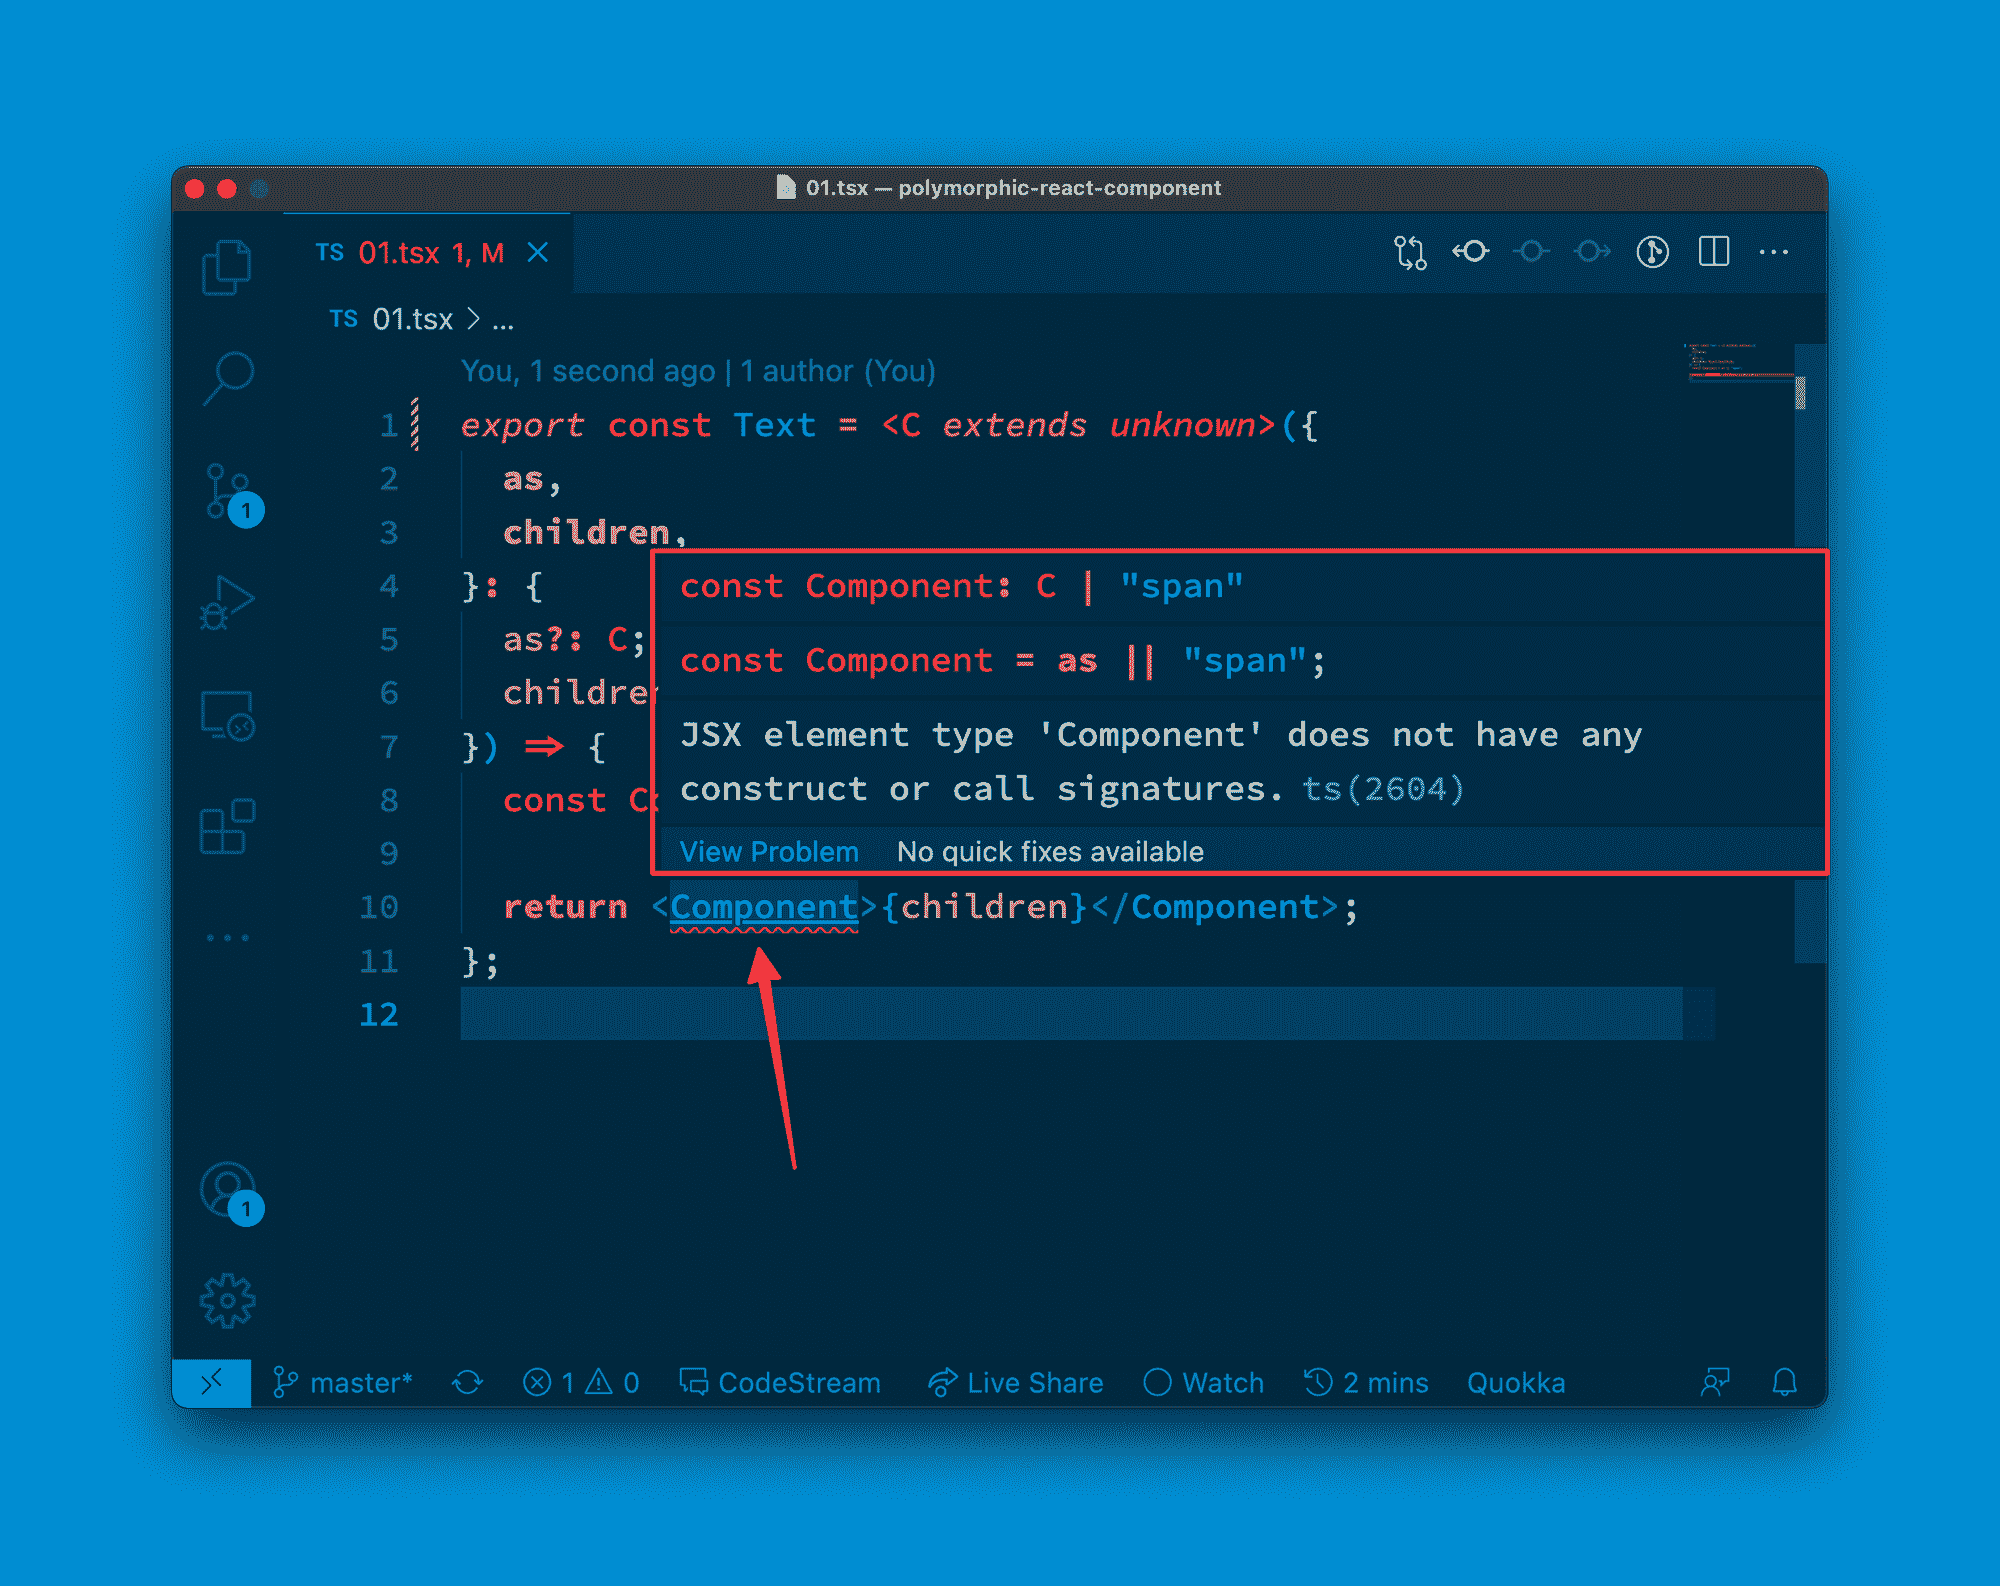 01.tsx — polymorphic-react-component
TS 01.tsx 1, M
TS 01.tsx > ...
You, 1 second ago | 1 author (You)
1 export const Text = <C extends unknown>({
2 as,
3 children,
4 }: {
const Component: C | "span"
5 as?: C;
const Component = as || "span";
6
7 }) => {
JSX element type 'Component' does not have any
construct or call signatures. ts(2604)
8 const
9
View Problem No quick fixes available
10 return <Component>{children}</Component>;
11 };
12
1
1
master* 1 0 CodeStream Live Share Watch 2 mins Quokka